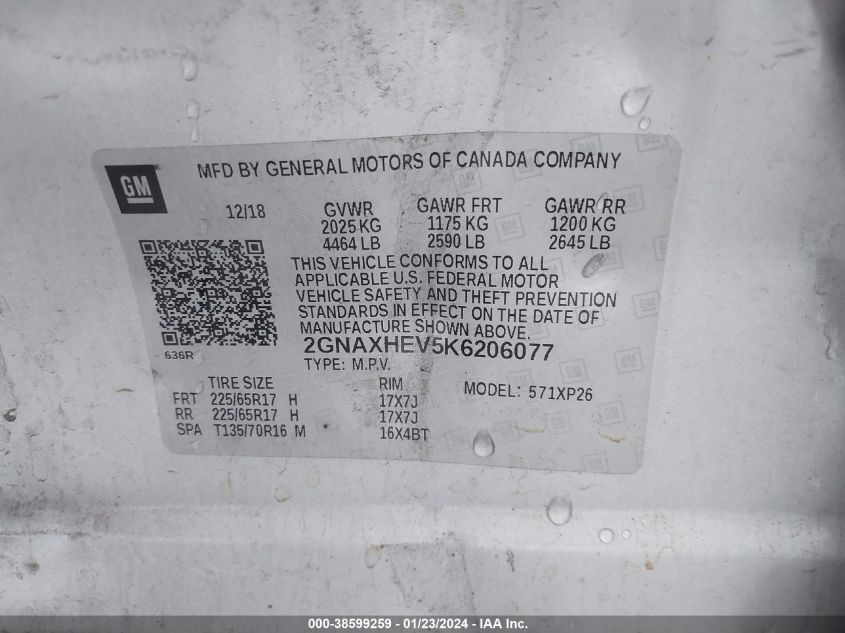 GM
MFD BY GENERAL MOTORS OF CANADA COMPANY
12/18 GVWR GAWR FRT GAWR RR
2025 KG 1175 KG 1200 KG
4464 LB 2590 LB 2645 LB
THIS VEHICLE CONFORMS TO ALL
APPLICABLE U.S. FEDERAL MOTOR
VEHICLE SAFETY AND THEFT PREVENTION
STANDARDS IN EFFECT ON THE DATE OF
MANUFACTURE SHOWN ABOVE.
2GNAXHEV5K6206077
636R
TYPE: M.P.V.
TIRE SIZE RIM MODEL: 571XP26
FRT 225/65R17 H 17X7J
RR 225/65R17 H 17X7J
SPA T135/70R16 M 16X4BT
000-38599259 - 01/23/2024 - IAA Inc.